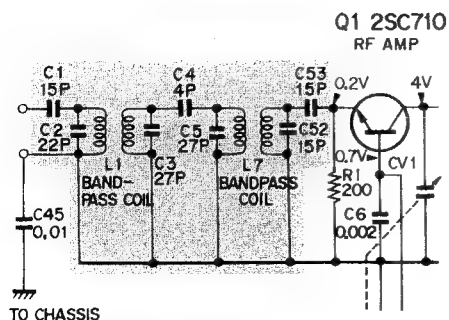 Q1 2SC710
RF AMP
C1
15P
C4
4P
C53
15P
0.2V
4V
C2
22P
L1
BAND-
PASS COIL
C3
27P
C5
27P
L7
BANDPASS
COIL
C52
15P
0.7V
CV1
R1
200
C6
0.002
C45
0.01
TO CHASSIS